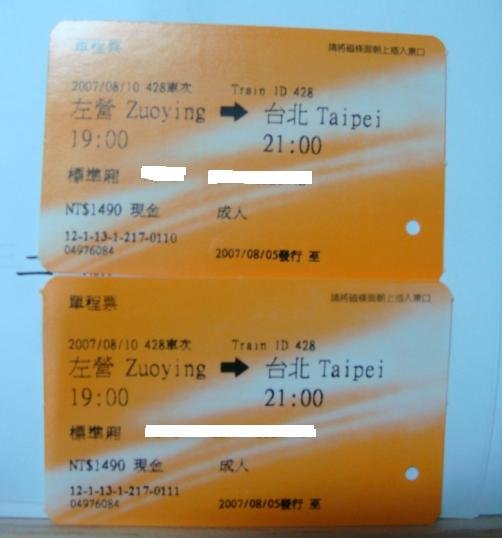 單程票 請將磁條面朝上插入票口
2007/08/10 428車次 Train ID 428
左營 Zuoying → 台北 Taipei
19:00 21:00
標準廂
NT$1490 現金 成人
12-1-13-1-217-0110
04976084 2007/08/05發行 至
單程票 請將磁條面朝上插入票口
2007/08/10 428車次 Train ID 428
左營 Zuoying → 台北 Taipei
19:00 21:00
標準廂
NT$1490 現金 成人
12-1-13-1-217-0111
04976084 2007/08/05發行 至